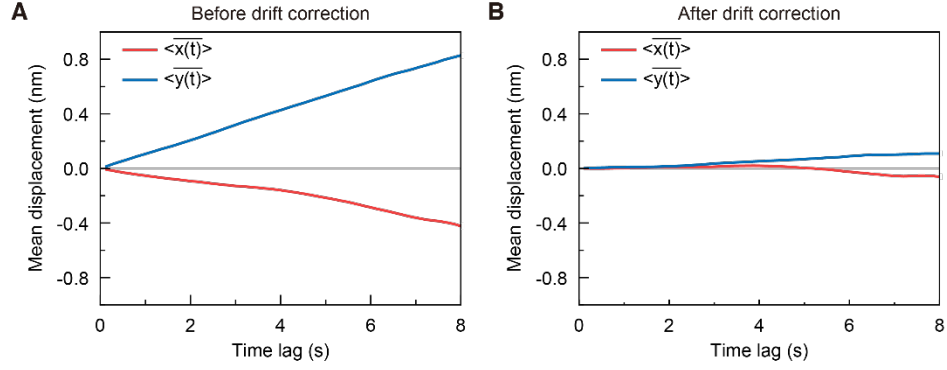 A
Before drift correction
<x(t)>
<y(t)>
Mean displacement (nm)
0.8
0.4
0.0
-0.4
-0.8
0
2
4
6
8
Time lag (s)
B
After drift correction
<x(t)>
<y(t)>
Mean displacement (nm)
0.8
0.4
0.0
-0.4
-0.8
0
2
4
6
8
Time lag (s)